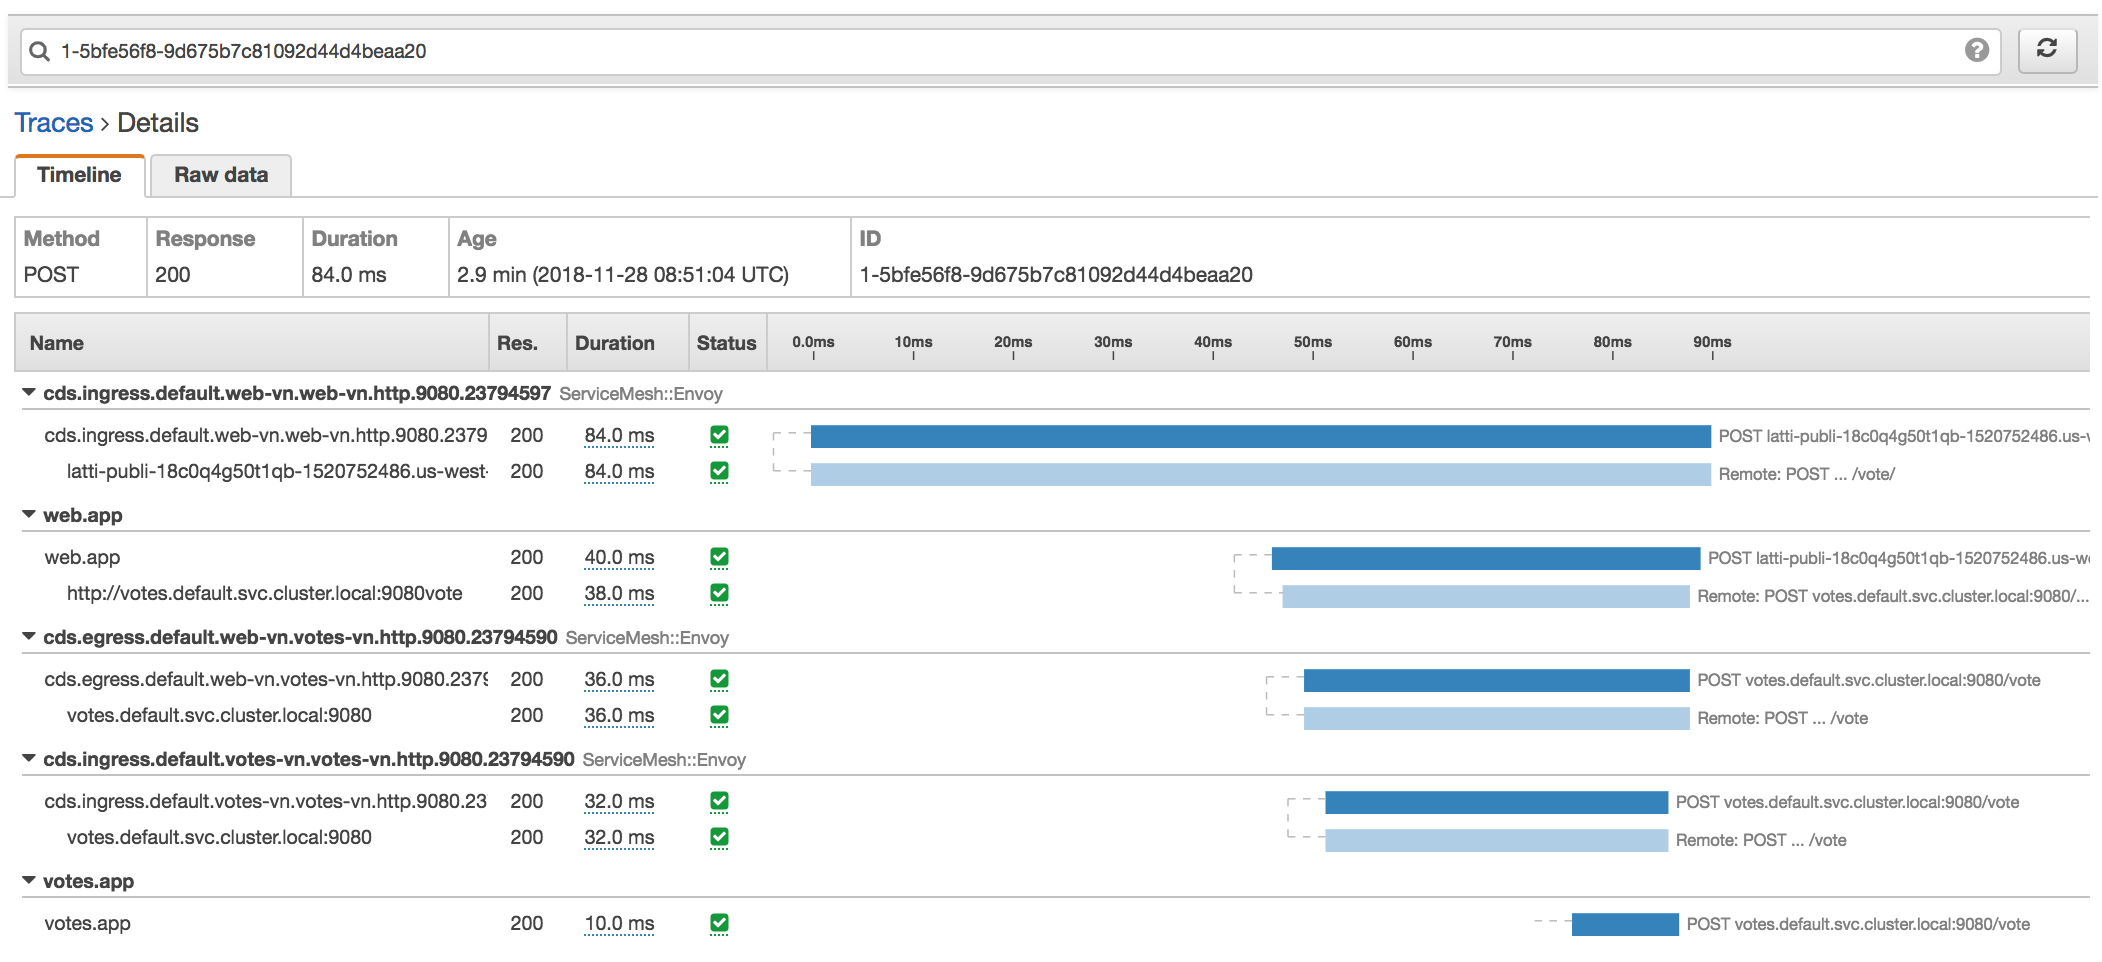 1-5bfe56f8-9d675b7c81092d44d4beaa20 ?
Traces › Details
Timeline Raw data
Method Response Duration Age ID
POST 200 84.0 ms 2.9 min (2018-11-28 08:51:04 UTC) 1-5bfe56f8-9d675b7c81092d44d4beaa20
Name Res. Duration Status 0.0ms 10ms 20ms 30ms 40ms 50ms 60ms 70ms 80ms 90ms
cds.ingress.default.web-vn.web-vn.http.9080.23794597 ServiceMesh::Envoy
cds.ingress.default.web-vn.web-vn.http.9080.2379 200 84.0 ms POST latti-publi-18c0q4g50t1qb-1520752486.us-w
latti-publi-18c0q4g50t1qb-1520752486.us-west- 200 84.0 ms Remote: POST ... /vote/
web.app
web.app 200 40.0 ms POST latti-publi-18c0q4g50t1qb-1520752486.us-we
http://votes.default.svc.cluster.local:9080vote 200 38.0 ms Remote: POST votes.default.svc.cluster.local:9080/...
cds.egress.default.web-vn.votes-vn.http.9080.23794590 ServiceMesh::Envoy
cds.egress.default.web-vn.votes-vn.http.9080.2379 200 36.0 ms POST votes.default.svc.cluster.local:9080/vote
votes.default.svc.cluster.local:9080 200 36.0 ms Remote: POST ... /vote
cds.ingress.default.votes-vn.votes-vn.http.9080.23794590 ServiceMesh::Envoy
cds.ingress.default.votes-vn.votes-vn.http.9080.23 200 32.0 ms POST votes.default.svc.cluster.local:9080/vote
votes.default.svc.cluster.local:9080 200 32.0 ms Remote: POST ... /vote
votes.app
votes.app 200 10.0 ms POST votes.default.svc.cluster.local:9080/vote